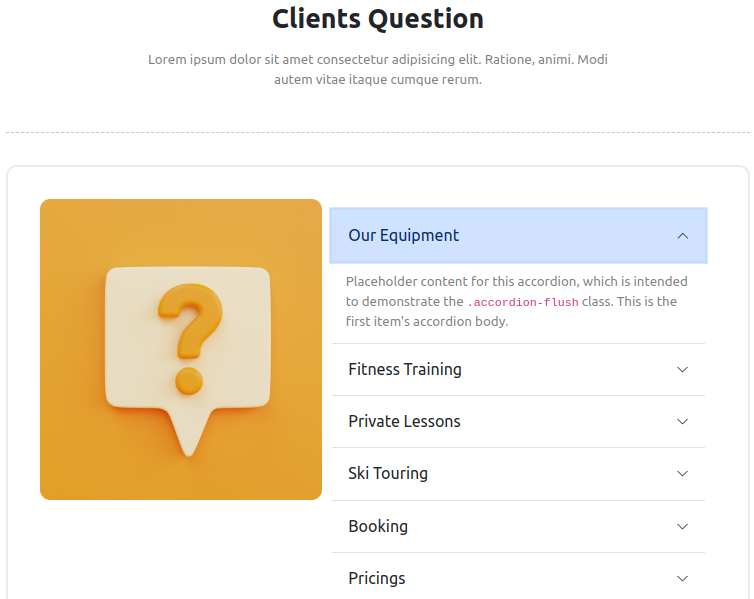 Clients Question
Lorem ipsum dolor sit amet consectetur adipisicing elit. Ratione, animi. Modi
autem vitae itaque cumque rerum.
Our Equipment
Placeholder content for this accordion, which is intended
to demonstrate the .accordion-flush class. This is the
first item's accordion body.
Fitness Training
Private Lessons
Ski Touring
Booking
Pricings